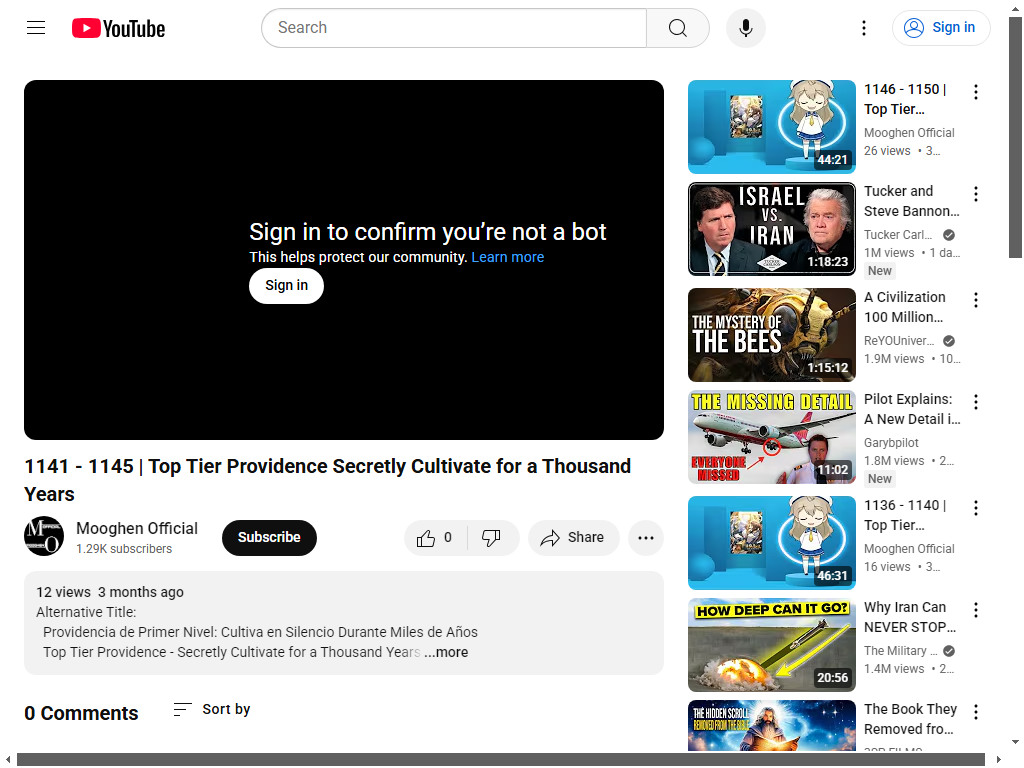 YouTube
Search
Sign in
Sign in to confirm you’re not a bot
This helps protect our community. Learn more
Sign in
1141 - 1145 | Top Tier Providence Secretly Cultivate for a Thousand
Years
Mooghen Official
1.29K subscribers
Subscribe
0
Share
12 views 3 months ago
Alternative Title:
Providencia de Primer Nivel: Cultiva en Silencio Durante Miles de Años
Top Tier Providence - Secretly Cultivate for a Thousand Years ...more
0 Comments
Sort by
44:21
1146 - 1150 |
Top Tier…
Mooghen Official
26 views • 3…
ISRAEL
VS.
IRAN
1:18:23
Tucker and
Steve Bannon…
Tucker Carl…
1M views • 1 da…
New
THE MYSTERY OF
THE BEES
1:15:12
A Civilization
100 Million…
ReYOUniver…
1.9M views • 10…
THE MISSING DETAIL
EVERYONE
MISSED
11:02
Pilot Explains:
A New Detail i…
Garybpilot
1.8M views • 2…
New
46:31
1136 - 1140 |
Top Tier…
Mooghen Official
16 views • 3…
HOW DEEP CAN IT GO?
20:56
Why Iran Can
NEVER STOP…
The Military …
1.4M views • 2…
THE HIDDEN SCROLL
REMOVED FROM THE BIBLE
The Book They
Removed fro…